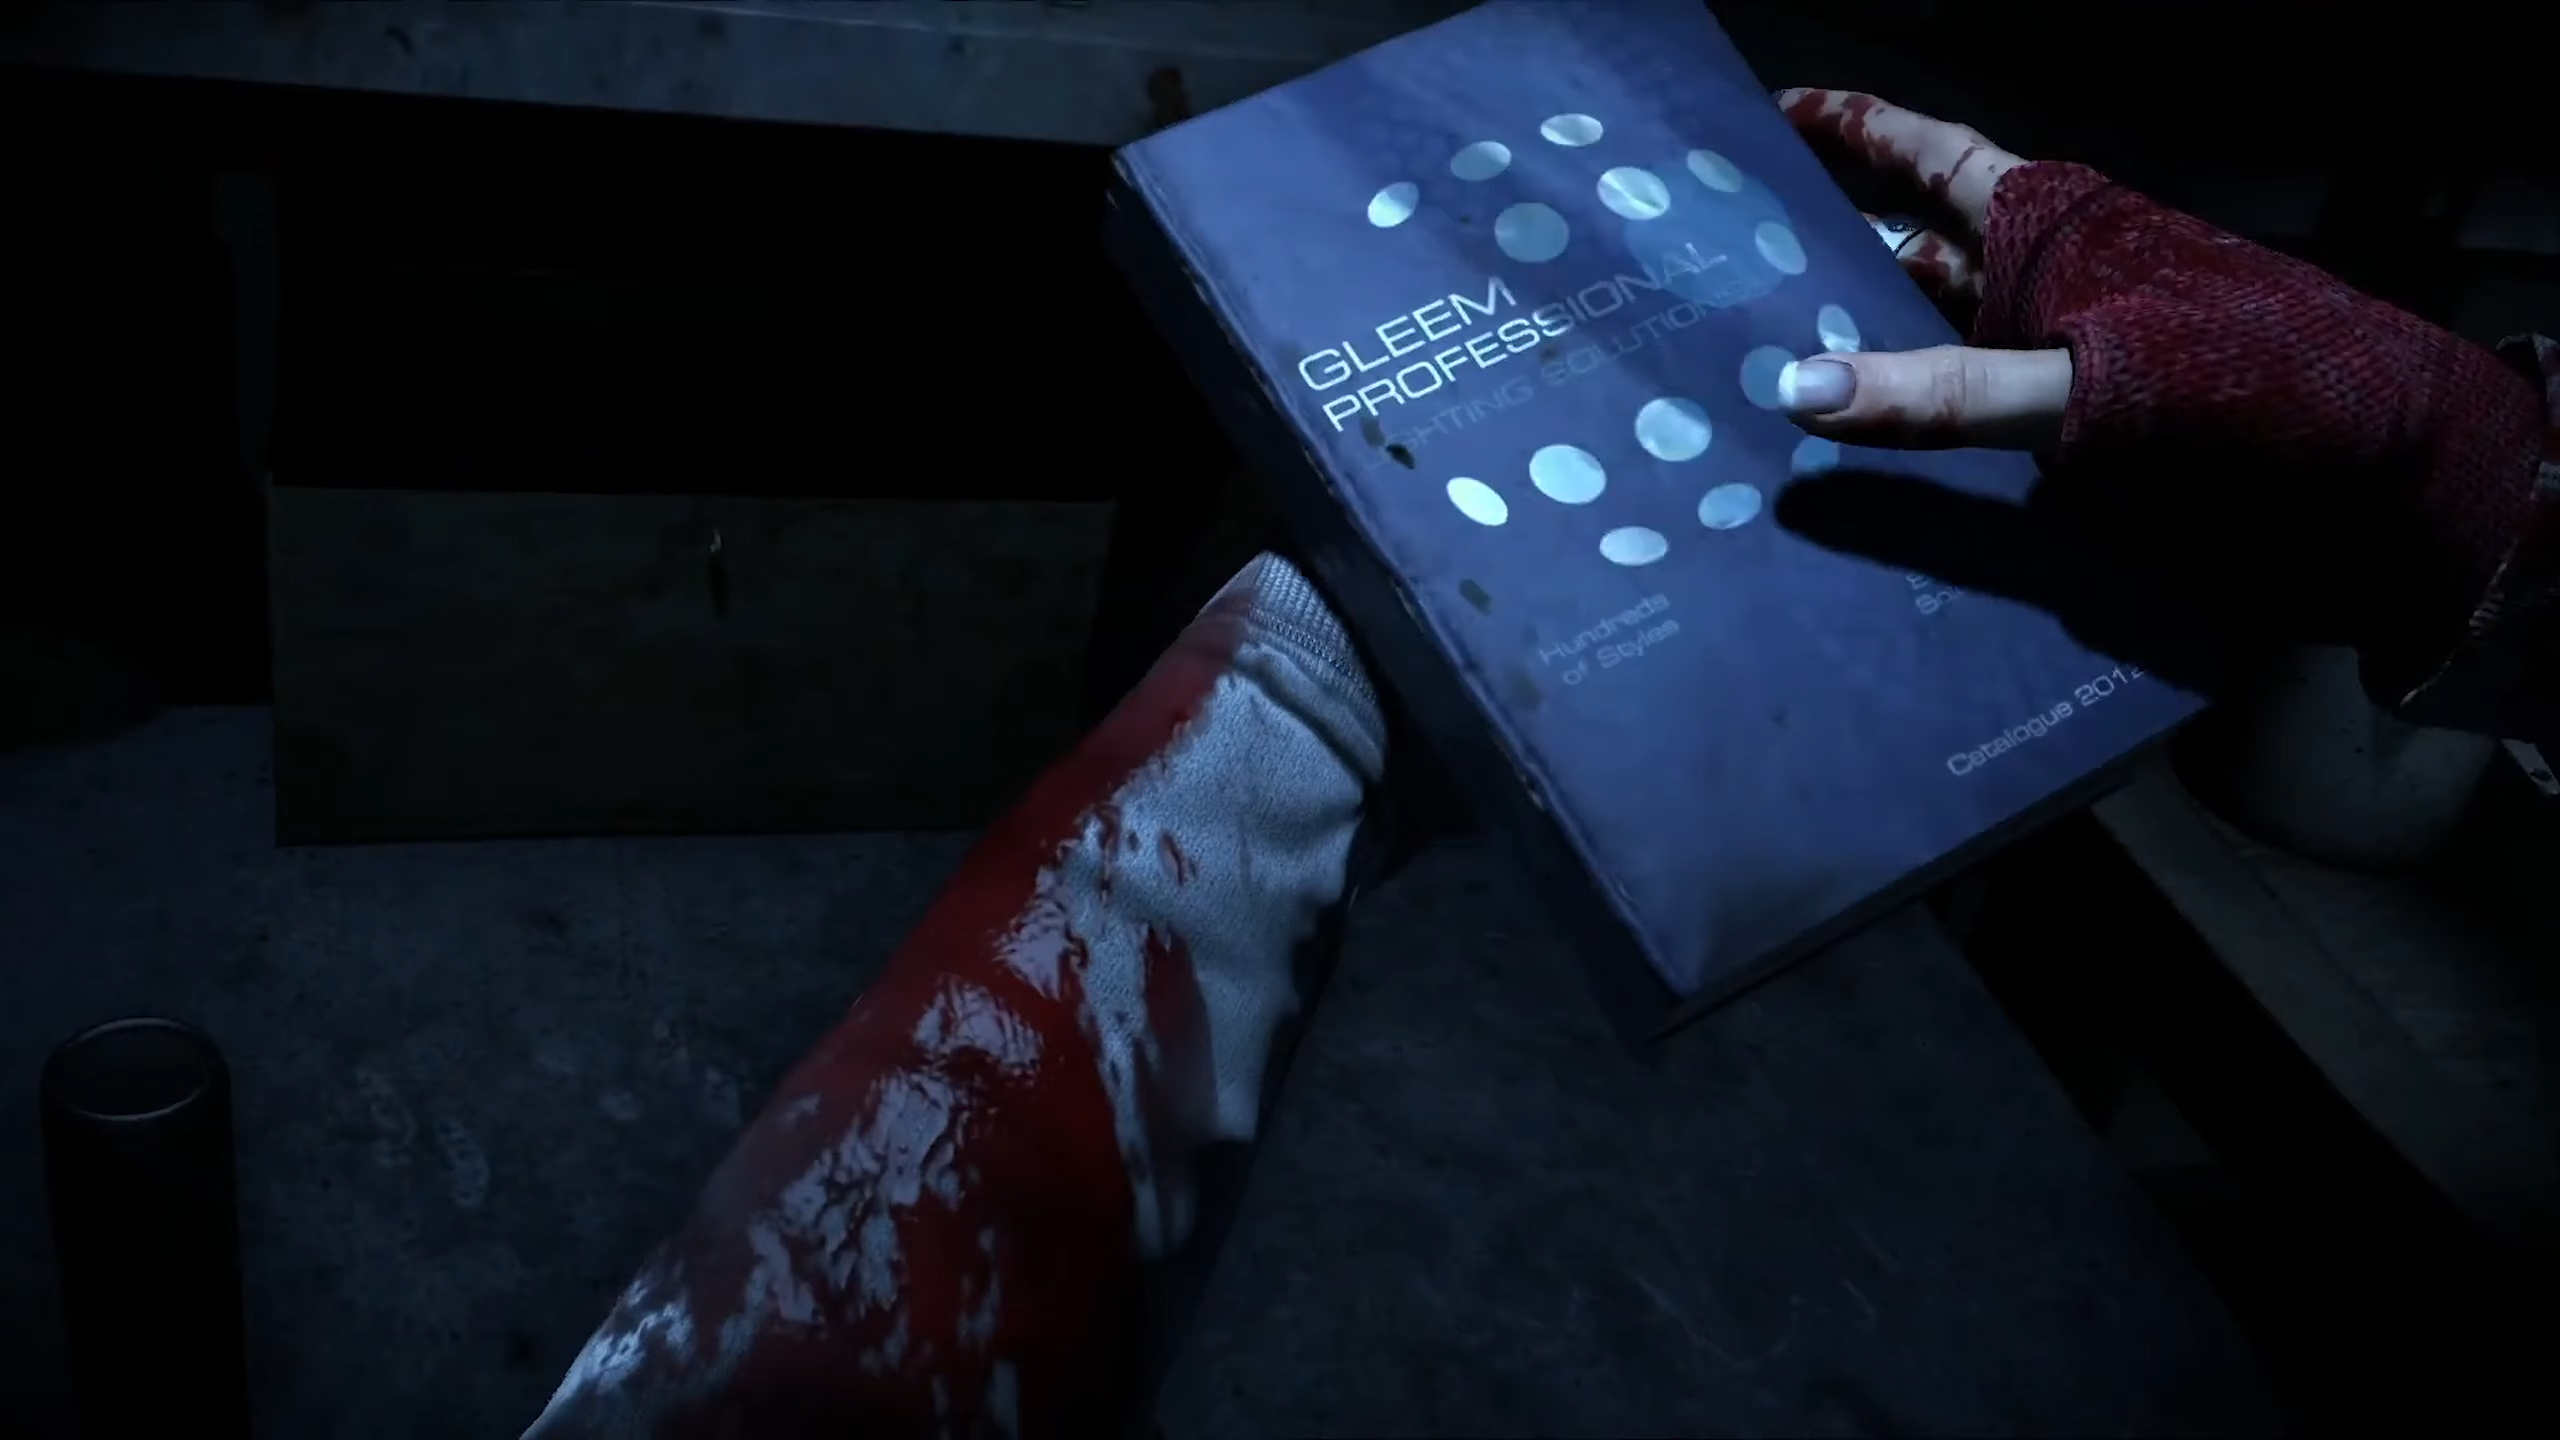 GLEEM
PROFESSIONAL
LIGHTING SOLUTIONS
Hundreds
of Styles
Catalogue 2012